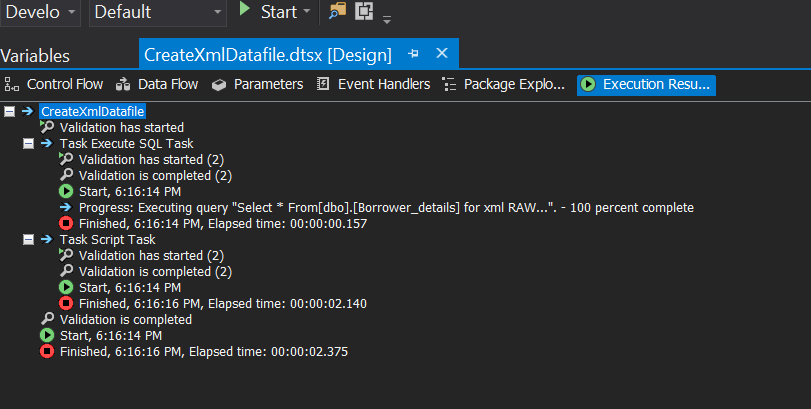 Develo Default Start
Variables CreateXmlDatafile.dtsx [Design]
Control Flow Data Flow Parameters Event Handlers Package Explo... Execution Resu...
CreateXmlDatafile
Validation has started
Task Execute SQL Task
Validation has started (2)
Validation is completed (2)
Start, 6:16:14 PM
Progress: Executing query "Select * From[dbo].[Borrower_details] for xml RAW...". - 100 percent complete
Finished, 6:16:14 PM, Elapsed time: 00:00:00.157
Task Script Task
Validation has started (2)
Validation is completed (2)
Start, 6:16:14 PM
Finished, 6:16:16 PM, Elapsed time: 00:00:02.140
Validation is completed
Start, 6:16:14 PM
Finished, 6:16:16 PM, Elapsed time: 00:00:02.375